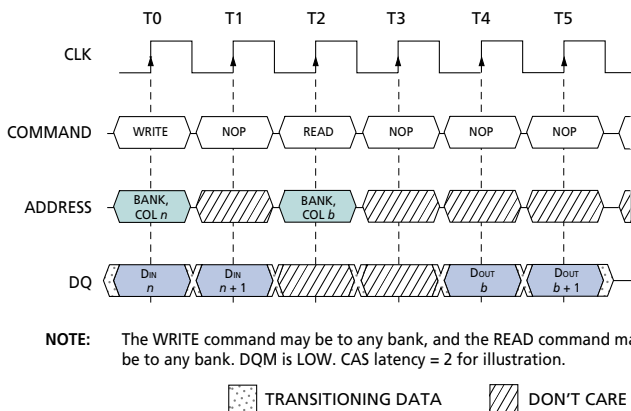 T0 T1 T2 T3 T4 T5
CLK
COMMAND WRITE NOP READ NOP NOP NOP
ADDRESS BANK, COL n BANK, COL b
DQ DIN n DIN n + 1 DOUT b DOUT b + 1
NOTE: The WRITE command may be to any bank, and the READ command
be to any bank. DQM is LOW. CAS latency = 2 for illustration.
TRANSITIONING DATA DON'T CARE